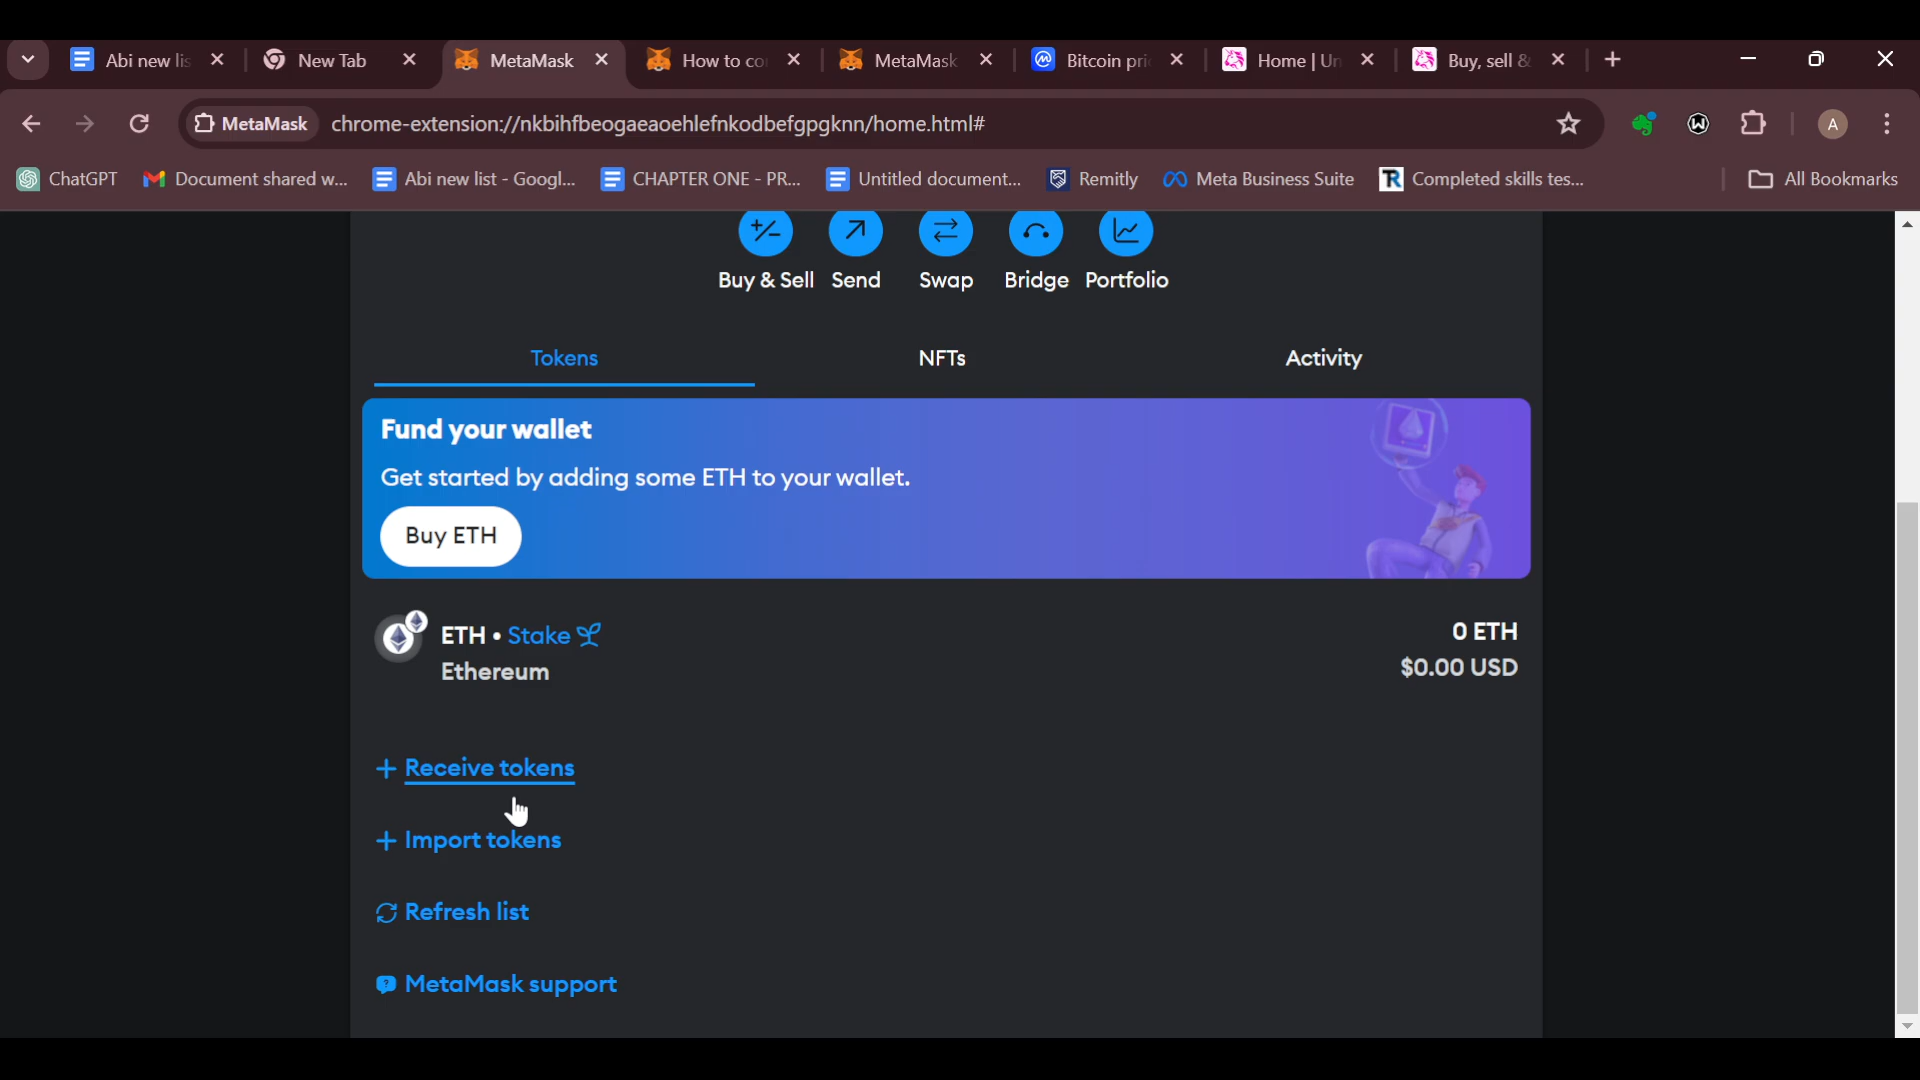 Abi new lis
New Tab
MetaMask
How to co
MetaMask
Bitcoin pri
Home | Un
Buy, sell &
MetaMask
chrome-extension://nkbihfbeogaeaoehlefnkodbefgpgknn/home.html#
A
ChatGPT
Document shared w...
Abi new list - Googl...
CHAPTER ONE - PR...
Untitled document...
Remitly
Meta Business Suite
TR Completed skills tes...
All Bookmarks
Buy & Sell
Send
Swap
Bridge
Portfolio
Tokens
NFTs
Activity
Fund your wallet
Get started by adding some ETH to your wallet.
Buy ETH
ETH • Stake
0 ETH
Ethereum
$0.00 USD
+ Receive tokens
+ Import tokens
Refresh list
MetaMask support